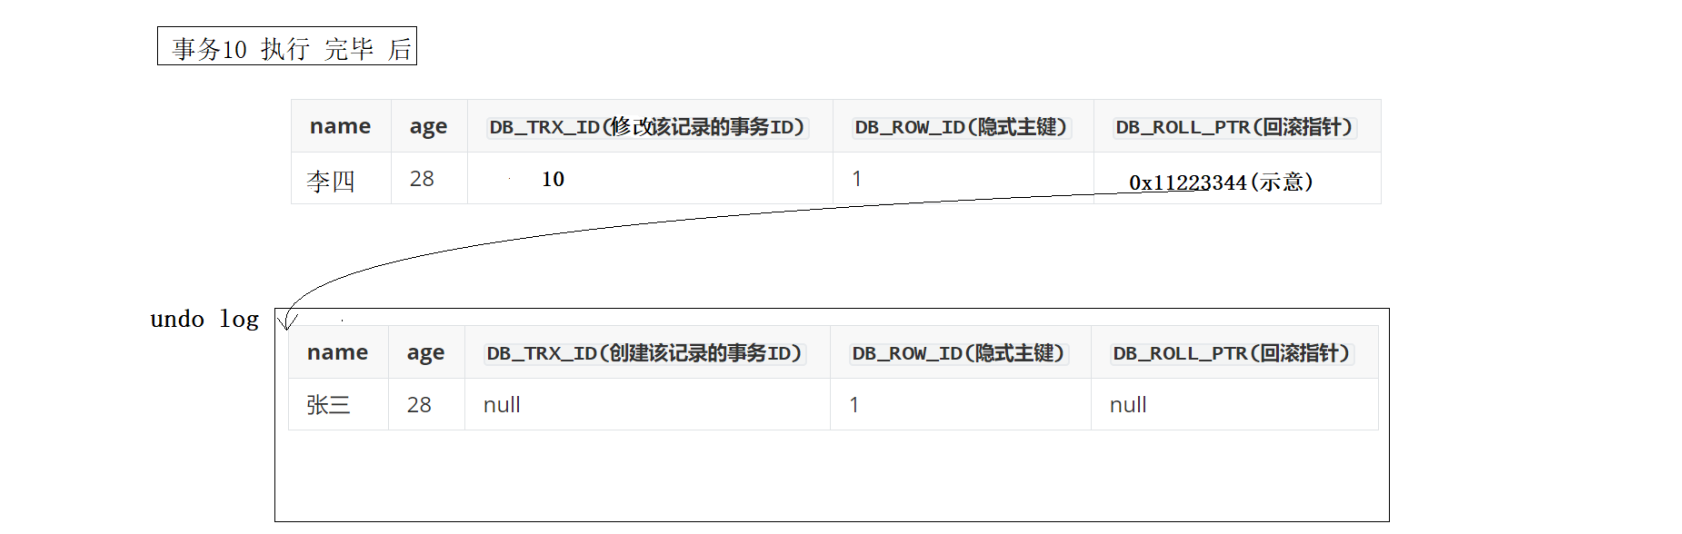 事务10 执行 完毕 后
name age DB_TRX_ID(修改该记录的事务ID) DB_ROW_ID(隐式主键) DB_ROLL_PTR(回滚指针)
李四 28 10 1 0x11223344(示意)
undo log
name age DB_TRX_ID(创建该记录的事务ID) DB_ROW_ID(隐式主键) DB_ROLL_PTR(回滚指针)
张三 28 null 1 null